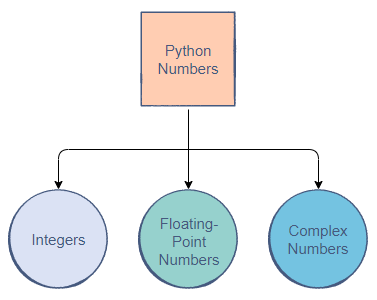 Python
Numbers
Integers
Floating-
Point
Numbers
Complex
Numbers